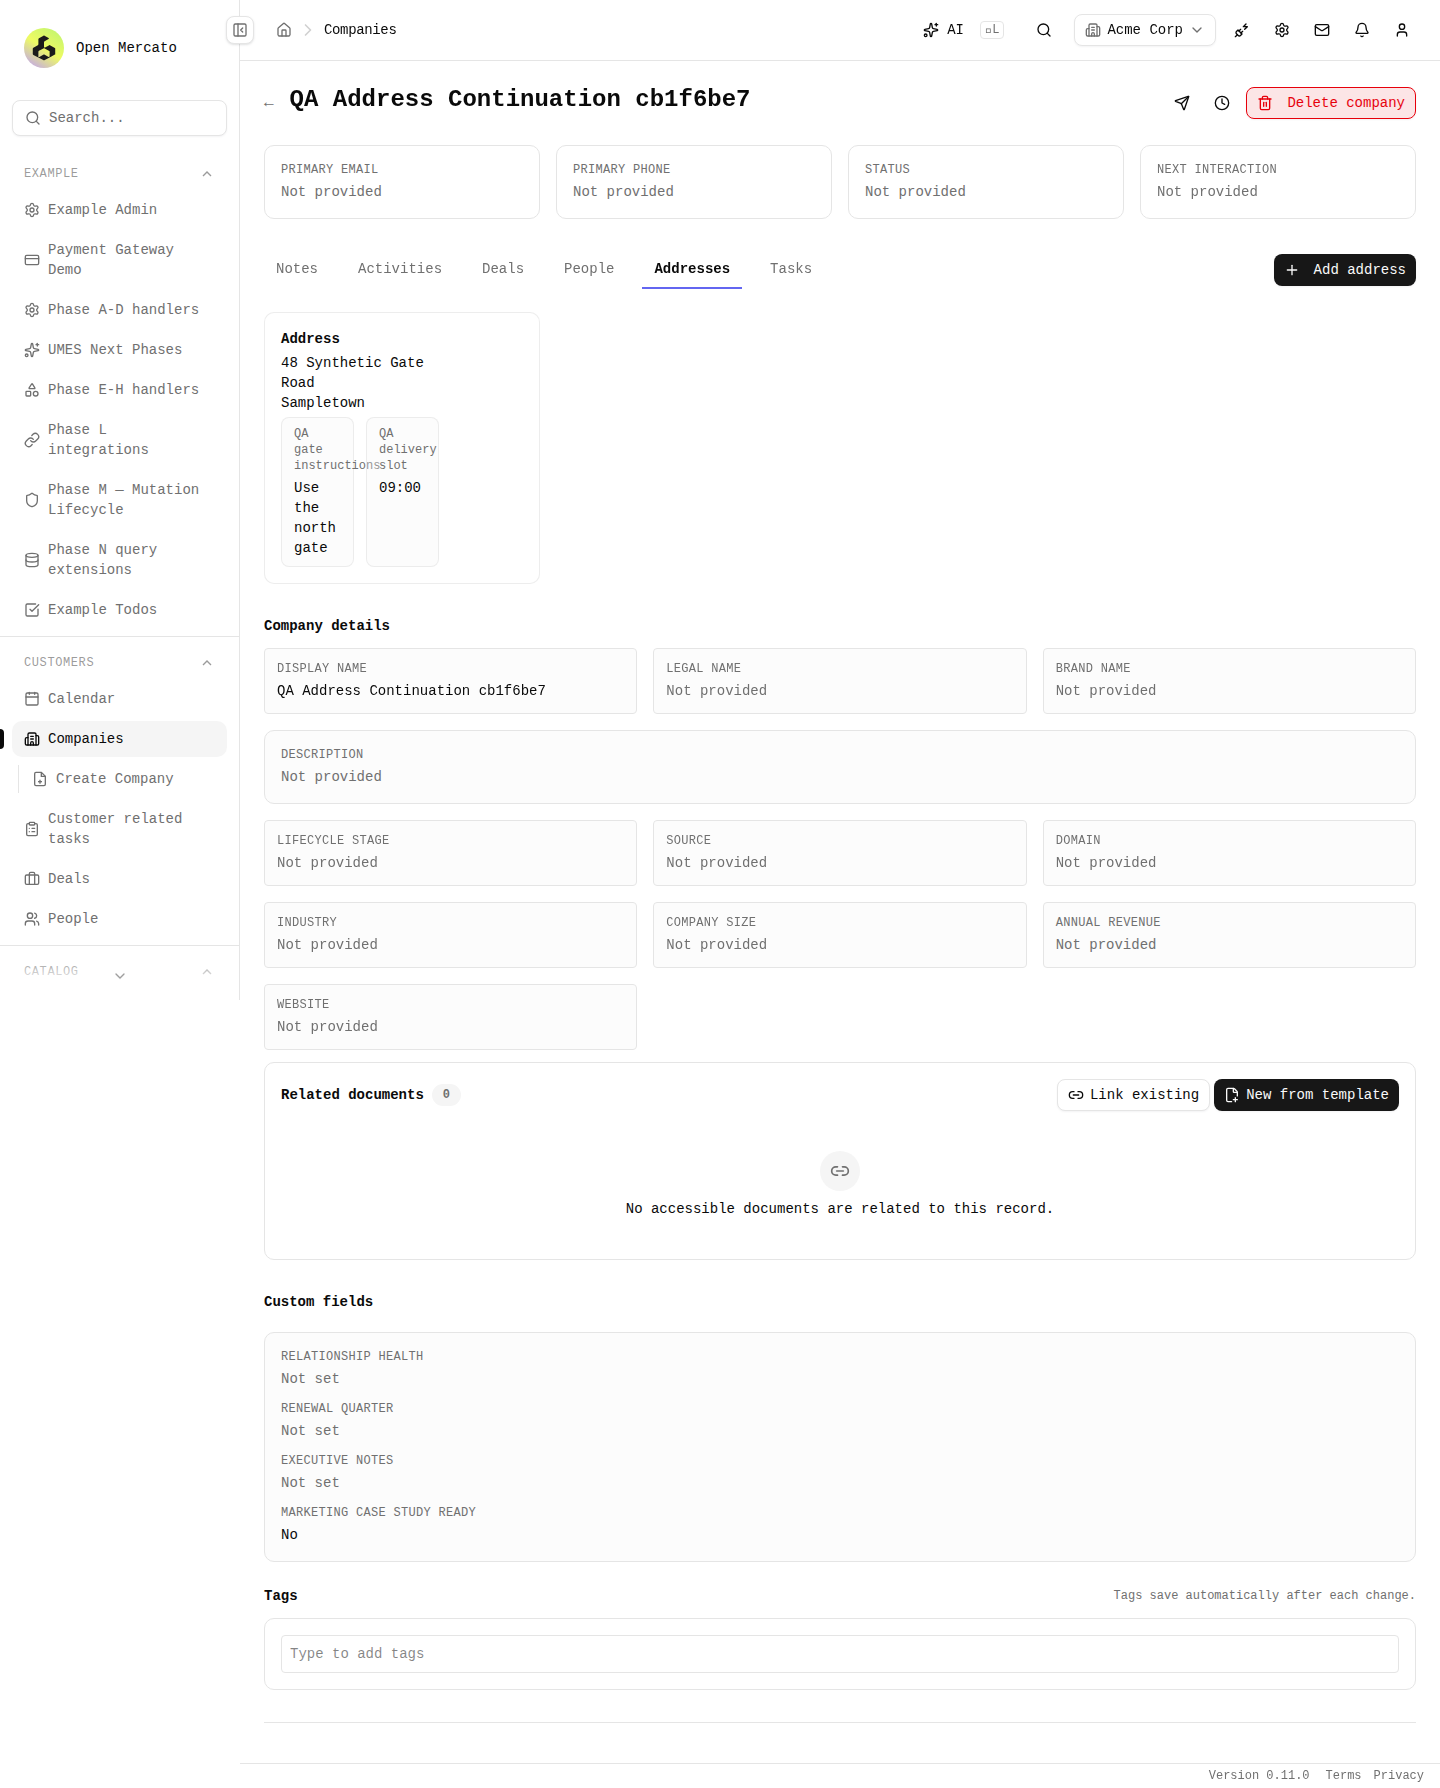 Open Mercato
Search...
EXAMPLE
Example Admin
Payment Gateway
Demo
Phase A-D handlers
UMES Next Phases
Phase E-H handlers
Phase L
integrations
Phase M — Mutation
Lifecycle
Phase N query
extensions
Example Todos
CUSTOMERS
Calendar
Companies
Create Company
Customer related
tasks
Deals
People
CATALOG
Companies
AI
L
Acme Corp
← QA Address Continuation cb1f6be7
Delete company
PRIMARY EMAIL
Not provided
PRIMARY PHONE
Not provided
STATUS
Not provided
NEXT INTERACTION
Not provided
Notes Activities Deals People Addresses Tasks
Add address
Address
48 Synthetic Gate
Road
Sampletown
QA
gate
instructions
Use
the
north
gate
QA
delivery
slot
09:00
Company details
DISPLAY NAME
QA Address Continuation cb1f6be7
LEGAL NAME
Not provided
BRAND NAME
Not provided
DESCRIPTION
Not provided
LIFECYCLE STAGE
Not provided
SOURCE
Not provided
DOMAIN
Not provided
INDUSTRY
Not provided
COMPANY SIZE
Not provided
ANNUAL REVENUE
Not provided
WEBSITE
Not provided
Related documents 0
Link existing
New from template
No accessible documents are related to this record.
Custom fields
RELATIONSHIP HEALTH
Not set
RENEWAL QUARTER
Not set
EXECUTIVE NOTES
Not set
MARKETING CASE STUDY READY
No
Tags
Tags save automatically after each change.
Type to add tags
Version 0.11.0 Terms Privacy